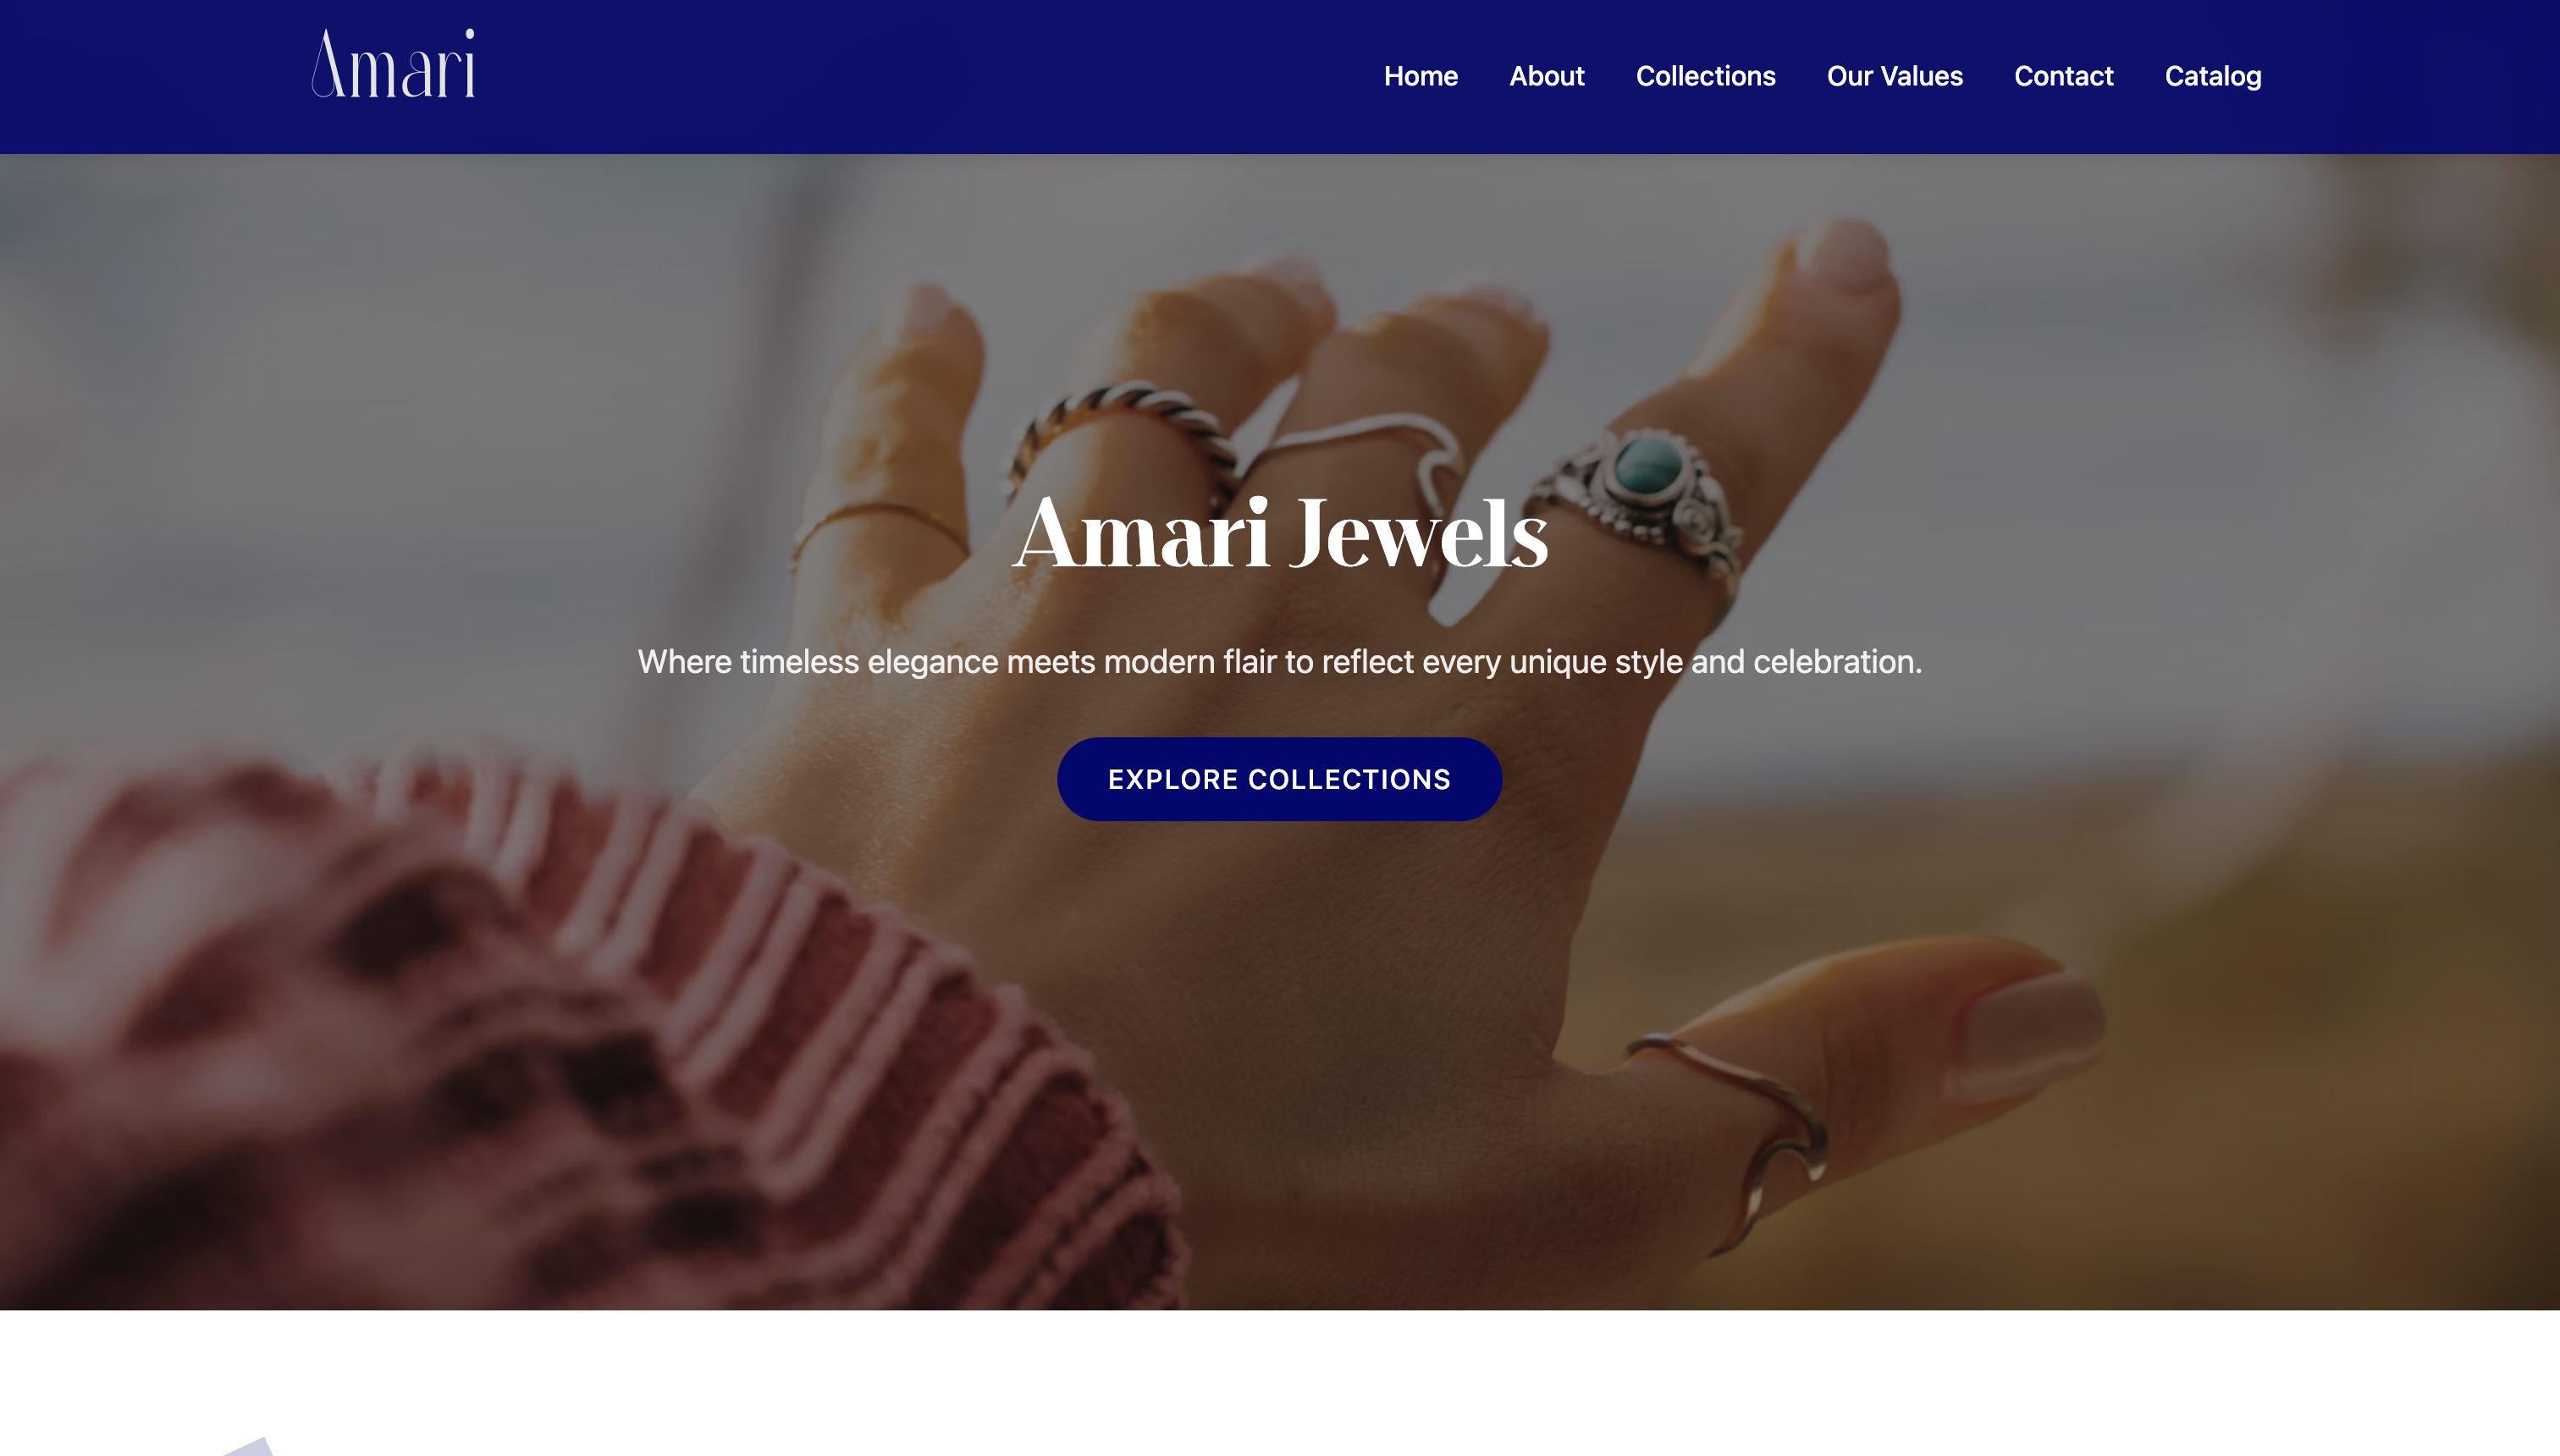 Amari
Home About Collections Our Values Contact Catalog
Amari Jewels
Where timeless elegance meets modern flair to reflect every unique style and celebration.
EXPLORE COLLECTIONS